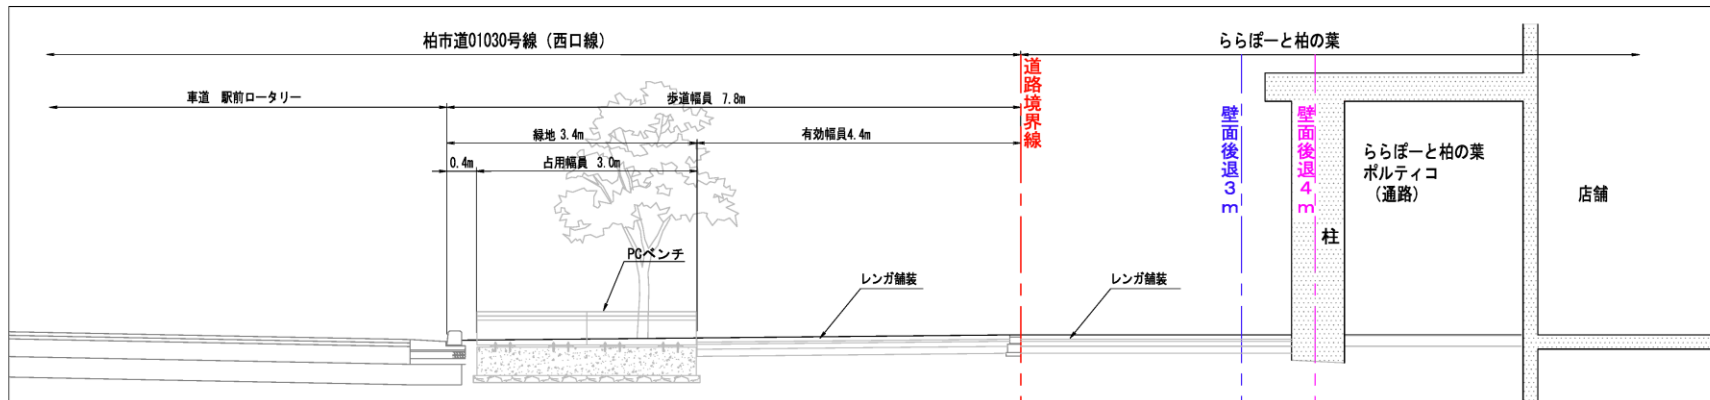 柏市道01030号線（西口線）
ららぽーと柏の葉
車道　駅前ロータリー
歩道幅員 7.8m
緑地 3.4m
有効幅員4.4m
0.4m
占用幅員 3.0m
道路境界線
壁面後退3m
壁面後退4m
ららぽーと柏の葉
ポルティコ
（通路）
店舗
柱
PCベンチ
レンガ舗装
レンガ舗装